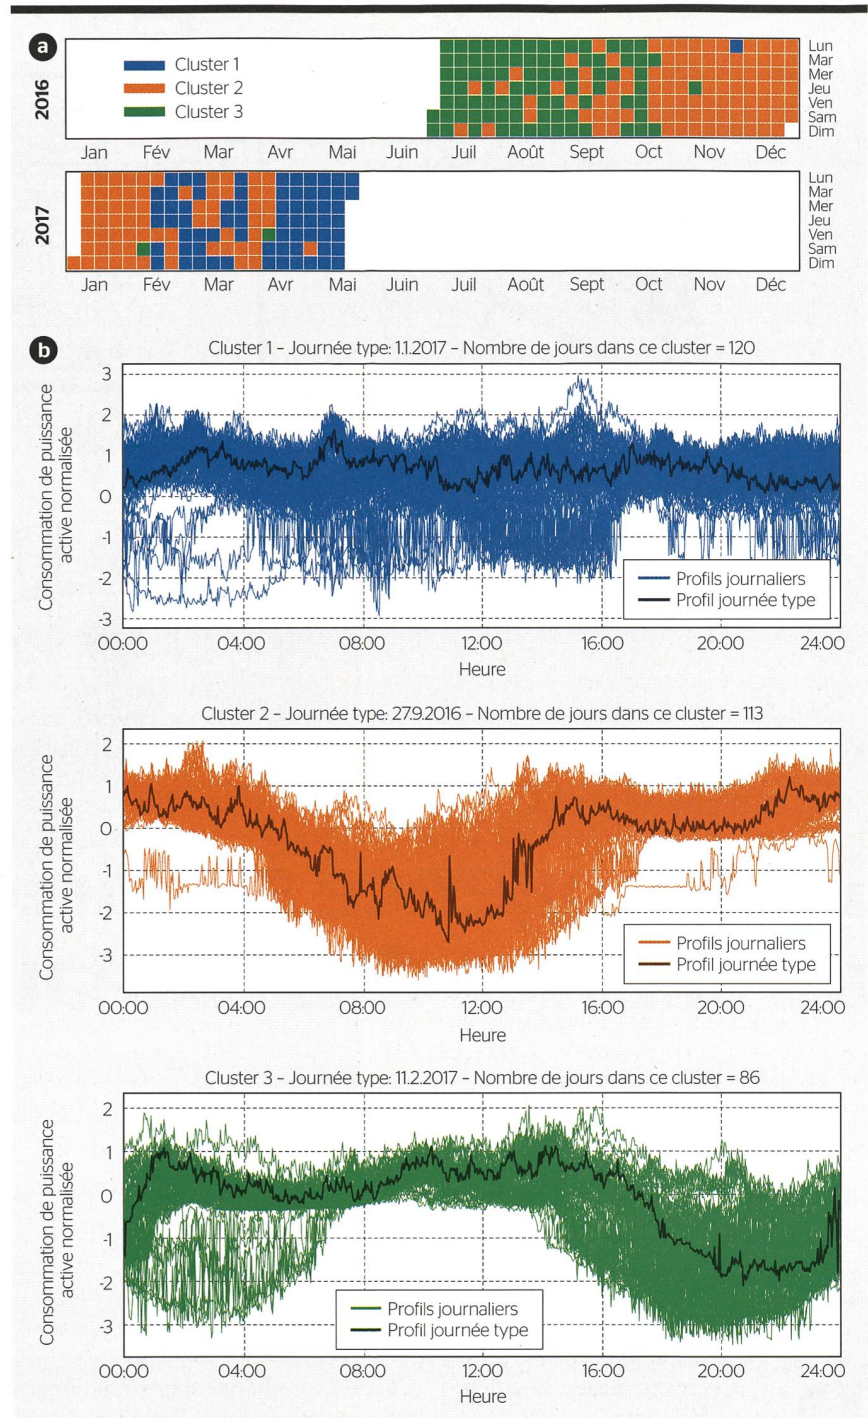 a
2016
Cluster 1
Cluster 2
Cluster 3
Lun
Mar
Mer
Jeu
Ven
Sam
Dim
Jan Fév Mar Avr Mai Juin Juil Août Sept Oct Nov Déc
2017
Lun
Mar
Mer
Jeu
Ven
Sam
Dim
Jan Fév Mar Avr Mai Juin Juil Août Sept Oct Nov Déc
b
Cluster 1 – Journée type: 1.1.2017 – Nombre de jours dans ce cluster = 120
Consommation de puissance
active normalisée
3
2
1
0
-1
-2
-3
Profils journaliers
Profil journée type
00:00 04:00 08:00 12:00 16:00 20:00 24:00
Heure
Cluster 2 – Journée type: 27.9.2016 – Nombre de jours dans ce cluster = 113
Consommation de puissance
active normalisée
2
1
0
-1
-2
-3
Profils journaliers
Profil journée type
00:00 04:00 08:00 12:00 16:00 20:00 24:00
Heure
Cluster 3 – Journée type: 11.2.2017 – Nombre de jours dans ce cluster = 86
Consommation de puissance
active normalisée
2
1
0
-1
-2
-3
Profils journaliers
Profil journée type
00:00 04:00 08:00 12:00 16:00 20:00 24:00
Heure